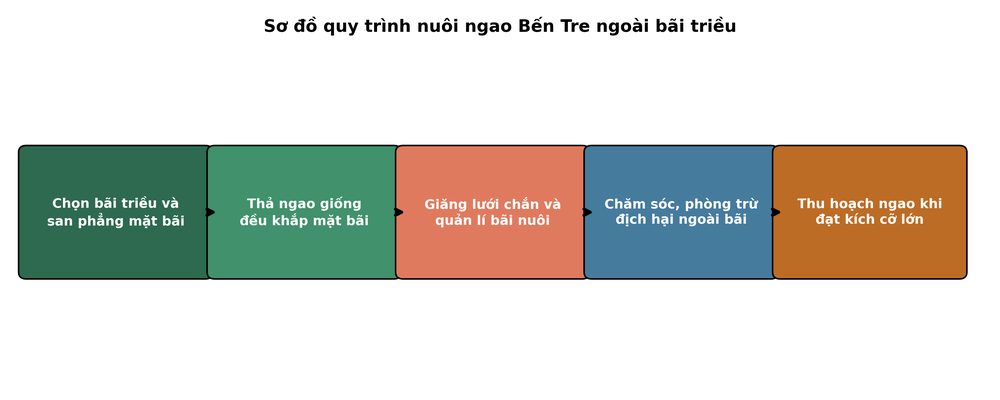 Sơ đồ quy trình nuôi ngao Bến Tre ngoài bãi triều
Chọn bãi triều và
san phẳng mặt bãi
Thả ngao giống
đều khắp mặt bãi
Giăng lưới chắn và
quản lí bãi nuôi
Chăm sóc, phòng trừ
địch hại ngoài bãi
Thu hoạch ngao khi
đạt kích cỡ lớn